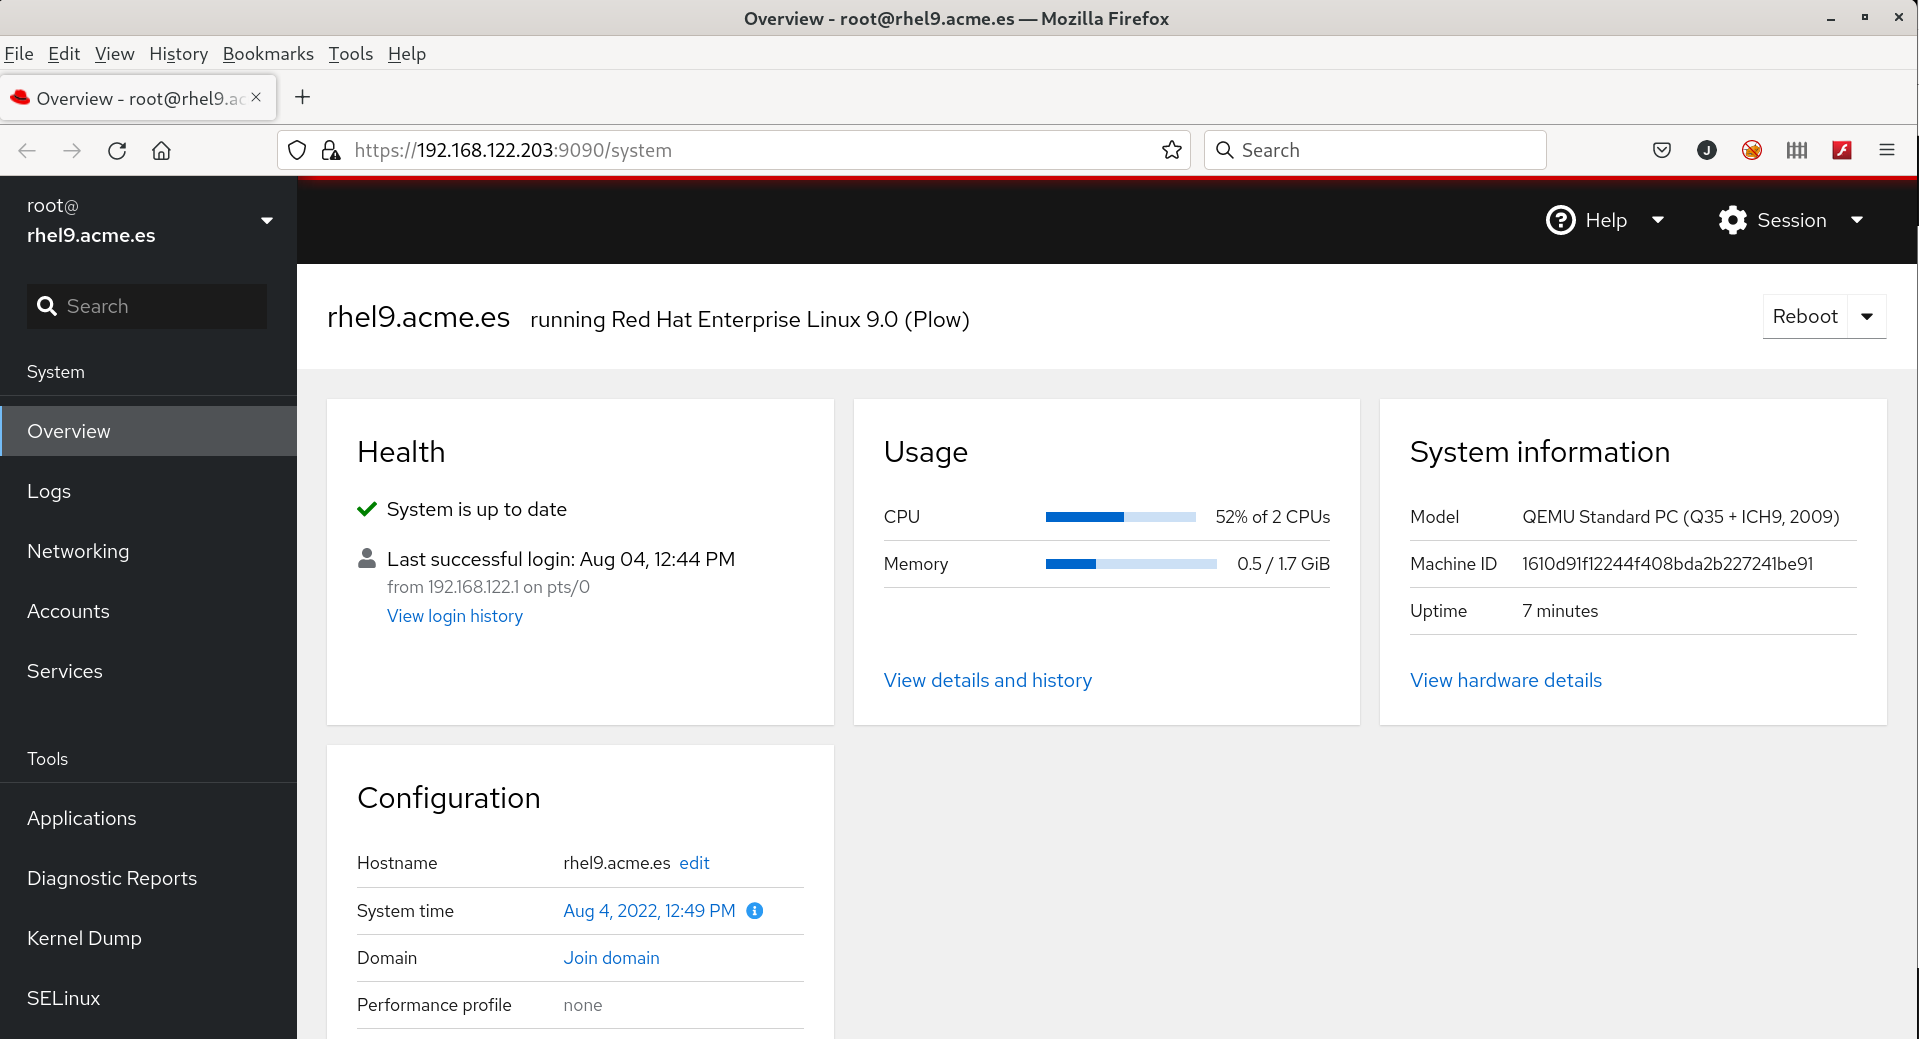 Overview - root@rhel9.acme.es — Mozilla Firefox
File Edit View History Bookmarks Tools Help
Overview - root@rhel9.ac
https://192.168.122.203:9090/system
Search
J
root@
rhel9.acme.es
Help
Session
Search
rhel9.acme.es running Red Hat Enterprise Linux 9.0 (Plow)
Reboot
System
Overview
Logs
Networking
Accounts
Services
Tools
Applications
Diagnostic Reports
Kernel Dump
SELinux
Health
System is up to date
Last successful login: Aug 04, 12:44 PM
from 192.168.122.1 on pts/0
View login history
Usage
CPU 52% of 2 CPUs
Memory 0.5 / 1.7 GiB
View details and history
System information
Model QEMU Standard PC (Q35 + ICH9, 2009)
Machine ID 1610d91f12244f408bda2b227241be91
Uptime 7 minutes
View hardware details
Configuration
Hostname rhel9.acme.es edit
System time Aug 4, 2022, 12:49 PM
Domain Join domain
Performance profile none